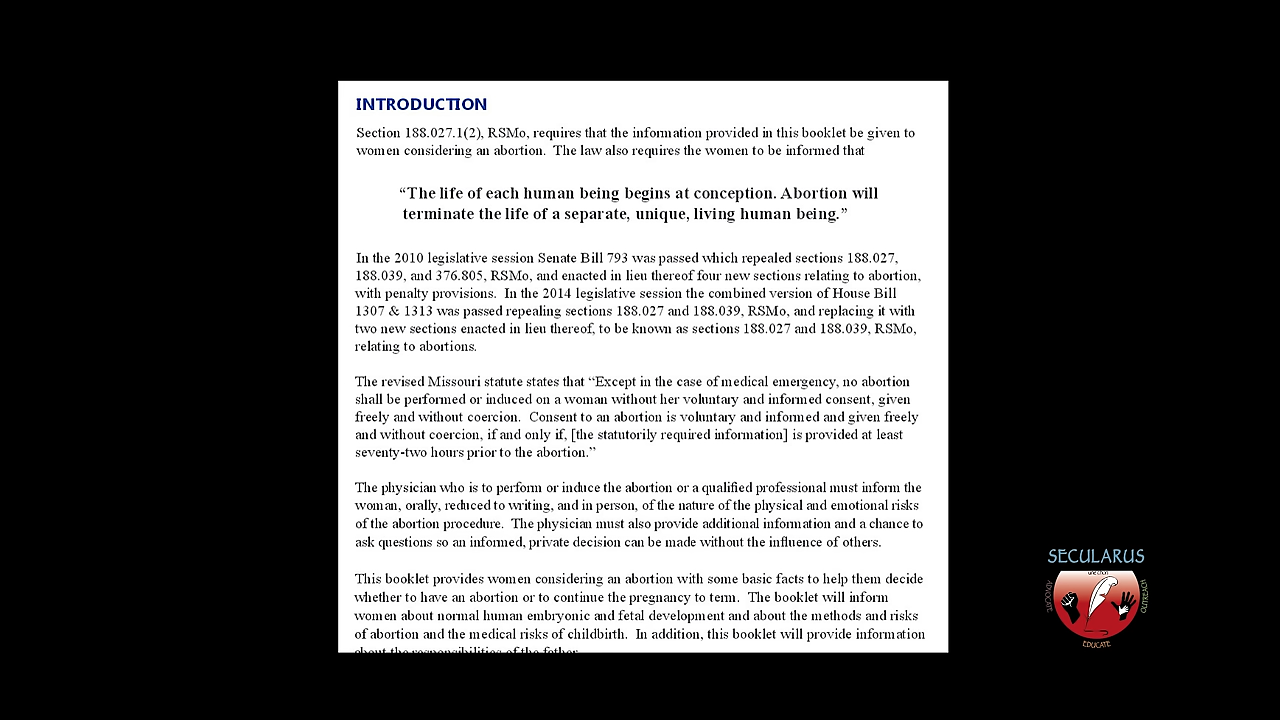 INTRODUCTION
Section 188.027.1(2), RSMo, requires that the information provided in this booklet be given to
women considering an abortion.  The law also requires the women to be informed that
“The life of each human being begins at conception. Abortion will
terminate the life of a separate, unique, living human being.”
In the 2010 legislative session Senate Bill 793 was passed which repealed sections 188.027,
188.039, and 376.805, RSMo, and enacted in lieu thereof four new sections relating to abortion,
with penalty provisions.  In the 2014 legislative session the combined version of House Bill
1307 & 1313 was passed repealing sections 188.027 and 188.039, RSMo, and replacing it with
two new sections enacted in lieu thereof, to be known as sections 188.027 and 188.039, RSMo,
relating to abortions.
The revised Missouri statute states that “Except in the case of medical emergency, no abortion
shall be performed or induced on a woman without her voluntary and informed consent, given
freely and without coercion.  Consent to an abortion is voluntary and informed and given freely
and without coercion, if and only if, [the statutorily required information] is provided at least
seventy-two hours prior to the abortion.”
The physician who is to perform or induce the abortion or a qualified professional must inform the
woman, orally, reduced to writing, and in person, of the nature of the physical and emotional risks
of the abortion procedure.  The physician must also provide additional information and a chance to
ask questions so an informed, private decision can be made without the influence of others.
This booklet provides women considering an abortion with some basic facts to help them decide
whether to have an abortion or to continue the pregnancy to term.  The booklet will inform
women about normal human embryonic and fetal development and about the methods and risks
of abortion and the medical risks of childbirth.  In addition, this booklet will provide information
about the responsibilities of the father.
SECULARUS
ADVOCATE
OUTREACH
EDUCATE